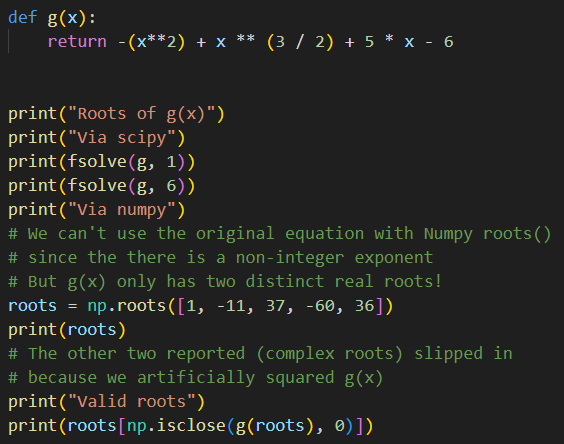 def g(x):
    return -(x**2) + x ** (3 / 2) + 5 * x - 6
print("Roots of g(x)")
print("Via scipy")
print(fsolve(g, 1))
print(fsolve(g, 6))
print("Via numpy")
# We can't use the original equation with Numpy roots()
# since the there is a non-integer exponent
# But g(x) only has two distinct real roots!
roots = np.roots([1, -11, 37, -60, 36])
print(roots)
# The other two reported (complex roots) slipped in
# because we artificially squared g(x)
print("Valid roots")
print(roots[np.isclose(g(roots), 0)])